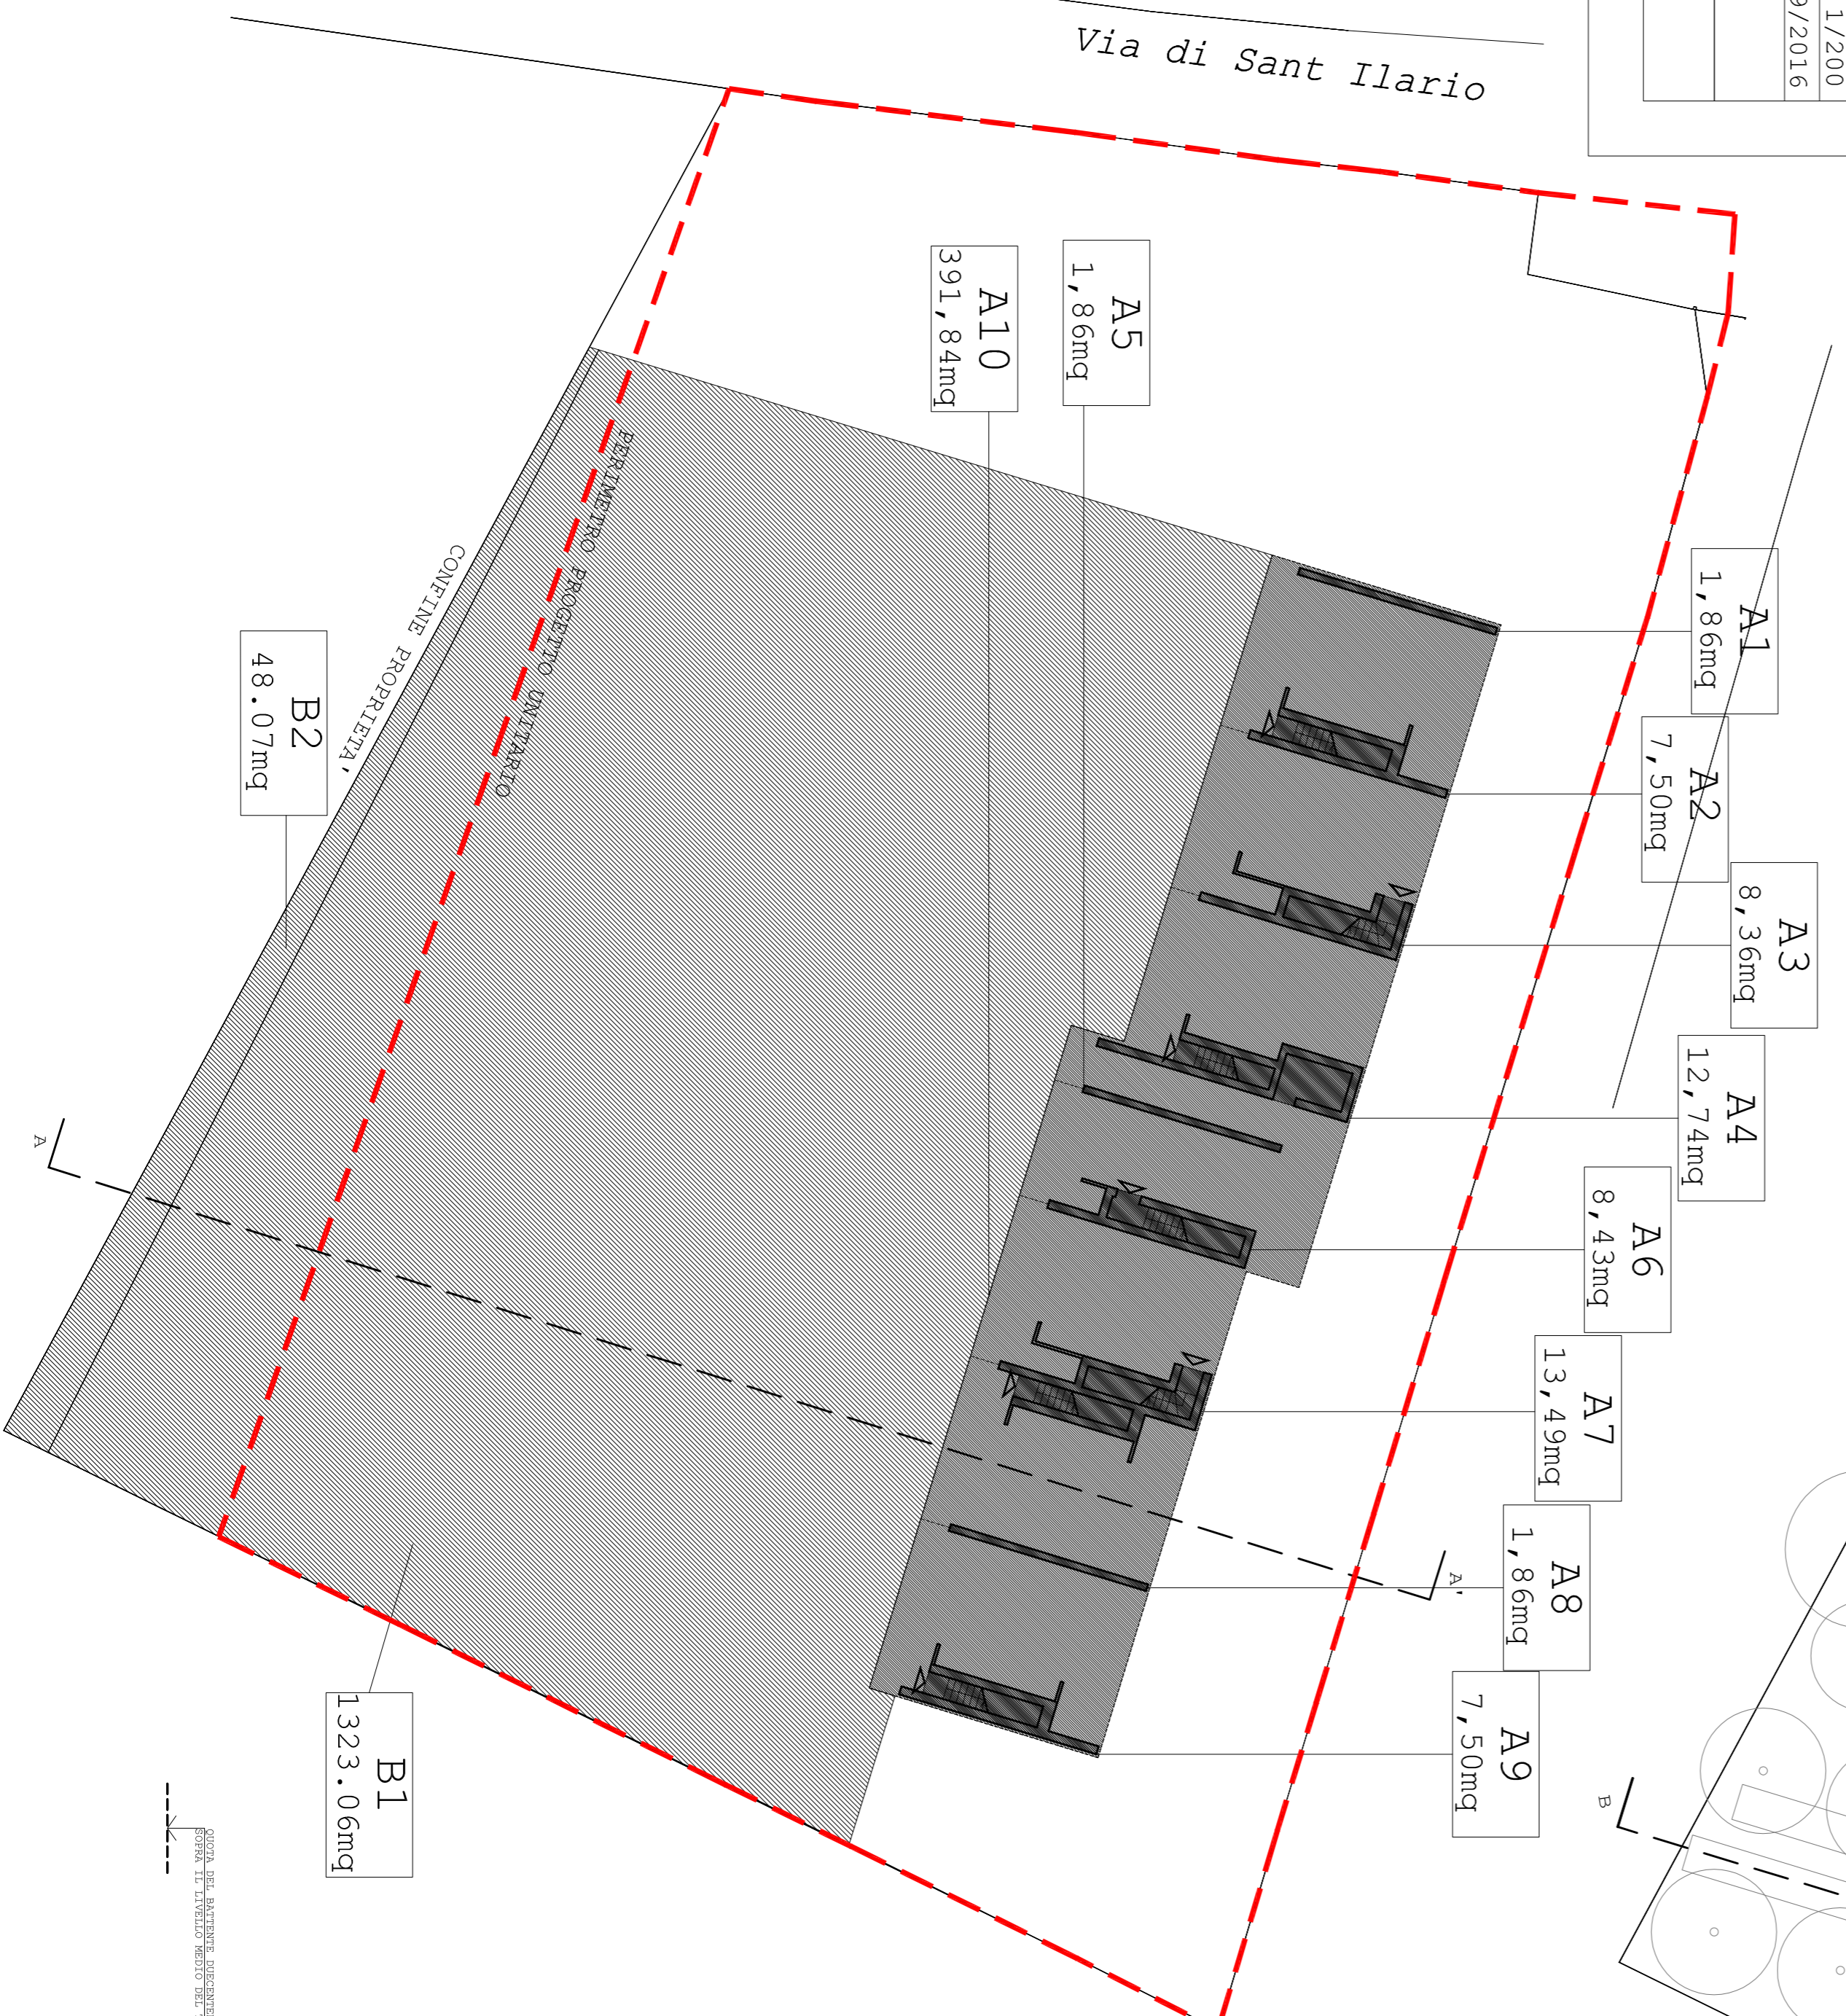 1/200
9/2016
Via di Sant Ilario
A5
1,86mq
A10
391,84mq
A1
1,86mq
A2
7,50mq
A3
8,36mq
A4
12,74mq
A6
8,43mq
A7
13,49mq
A8
1,86mq
A9
7,50mq
PERIMETRO PROGETTO UNITARIO
CONFINE PROPRIETA'
B2
48.07mq
B1
1323.06mq
A
A'
B
QUOTA DEL BATTENTE
SOPRA IL LIVELLO MEDIO DEL